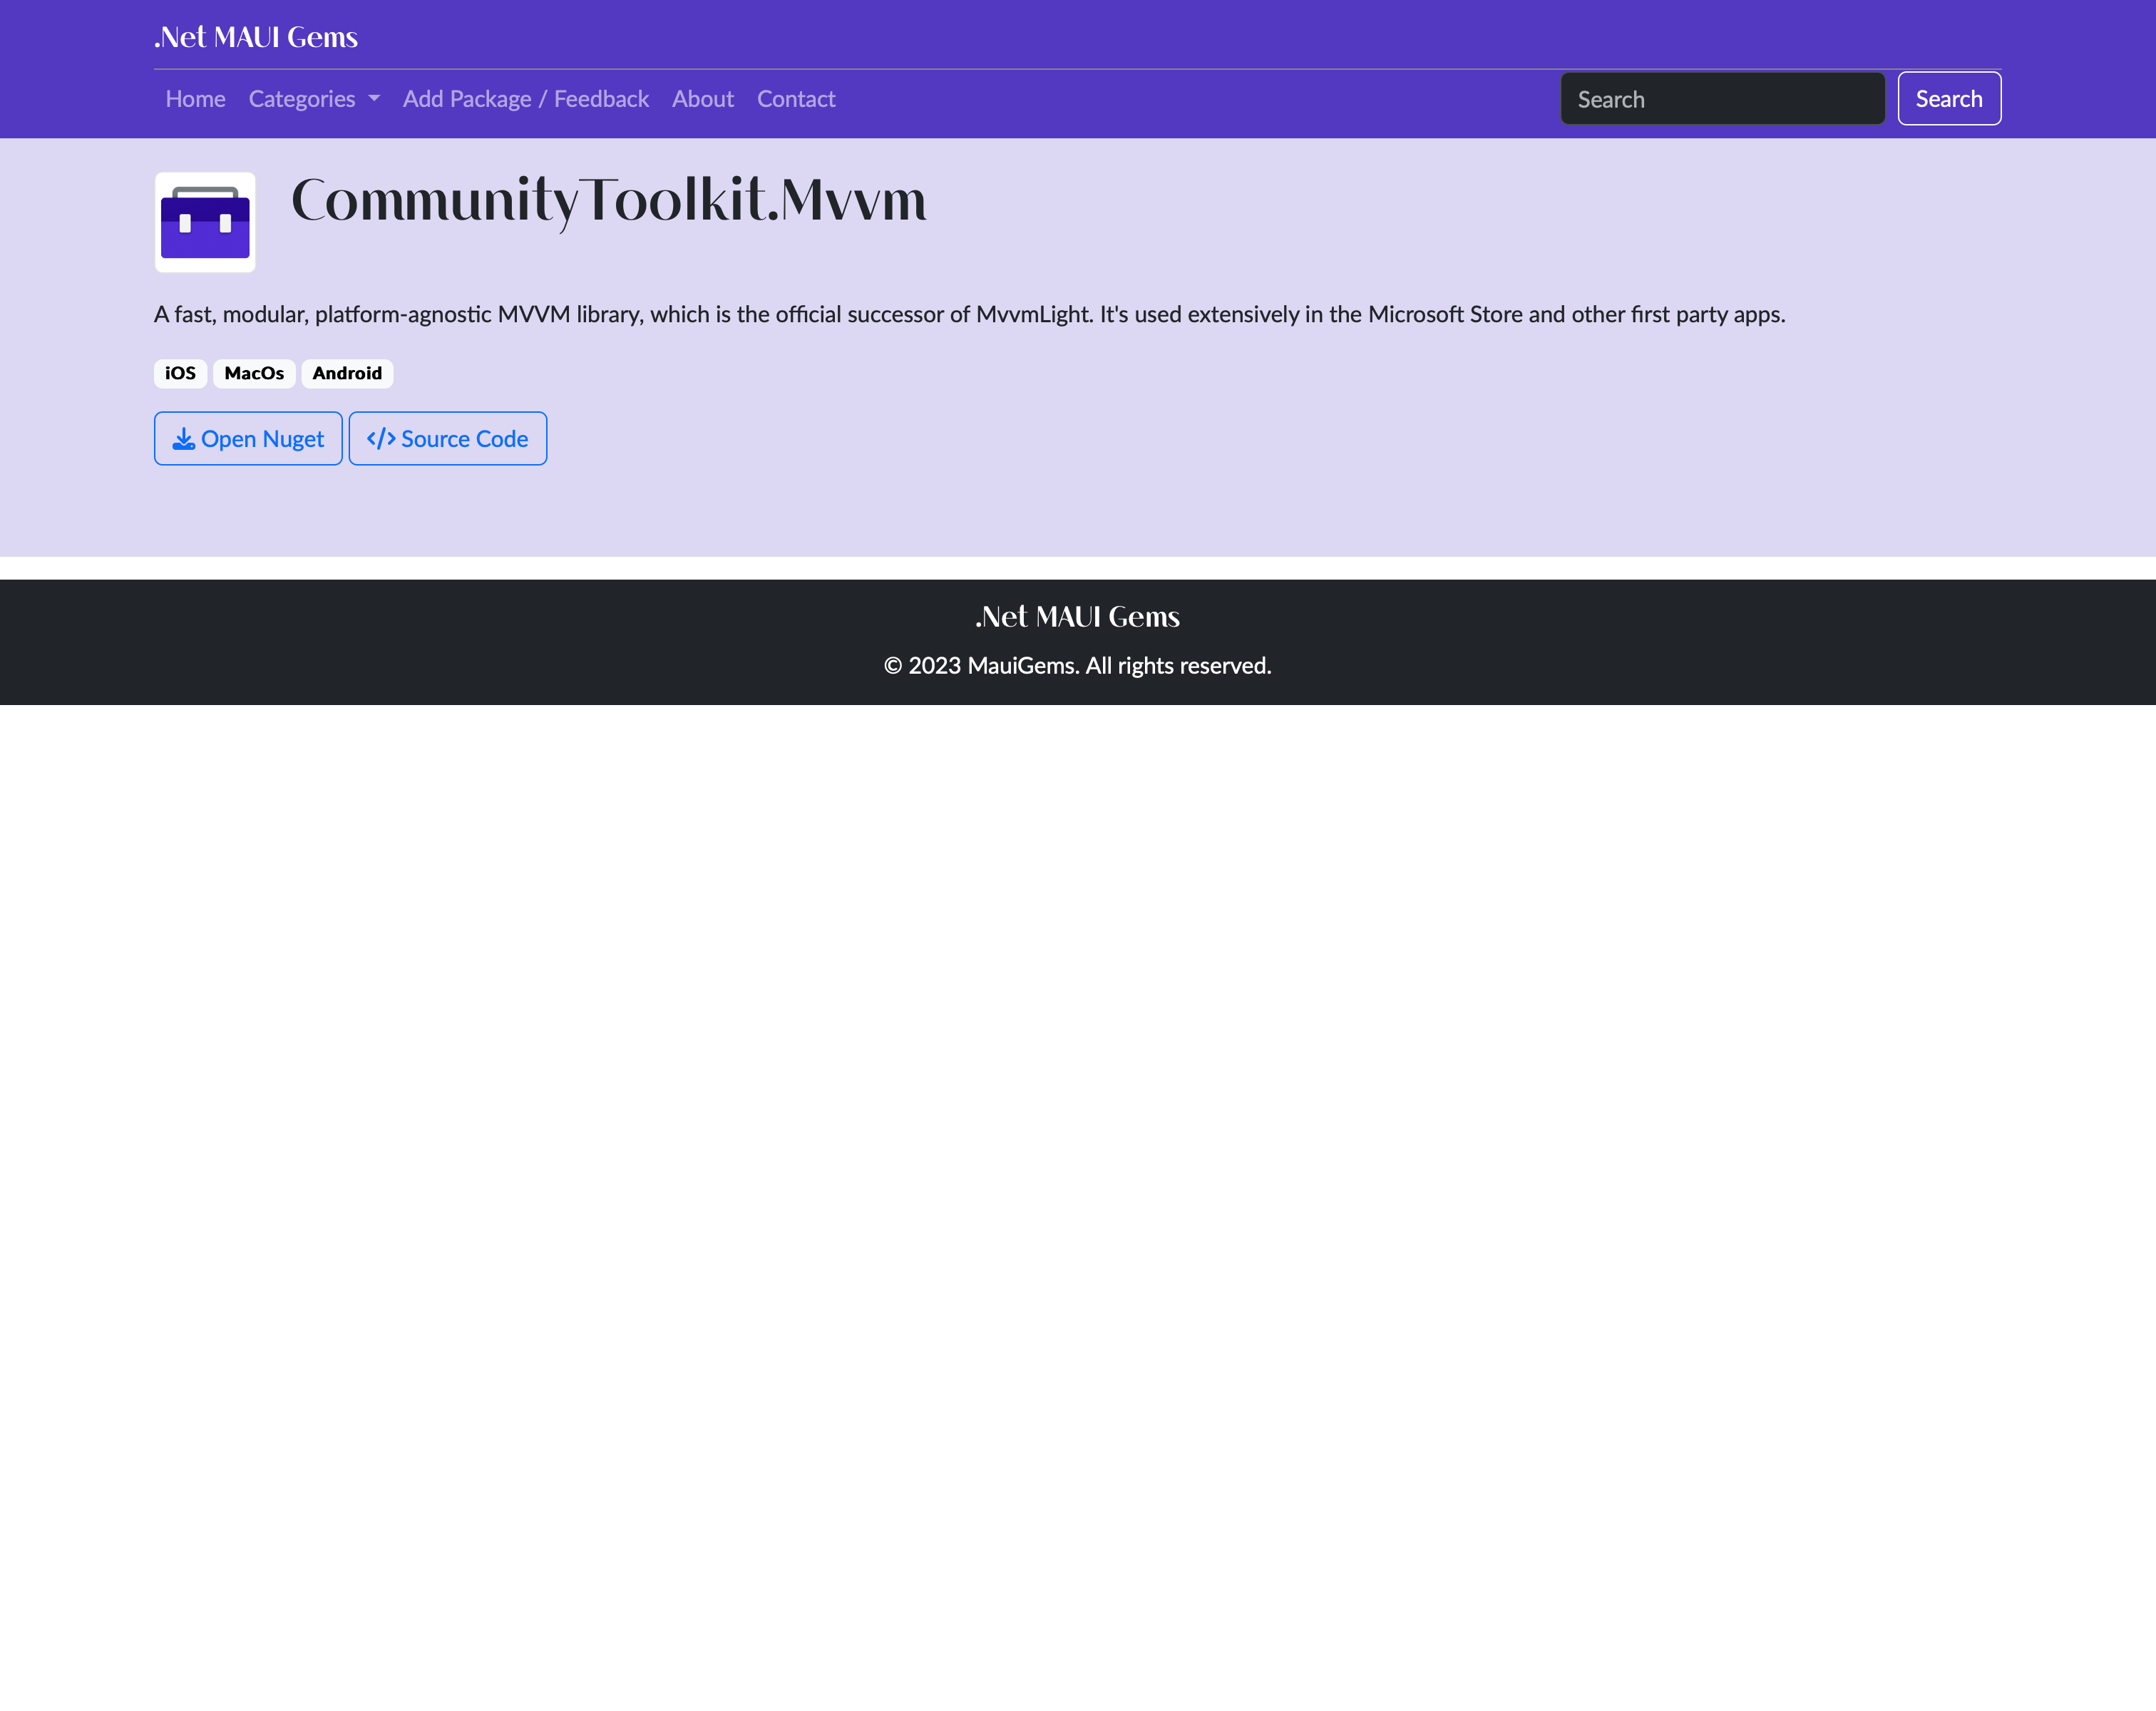 .Net MAUI Gems
Home Categories Add Package / Feedback About Contact Search Search
CommunityToolkit.Mvvm
A fast, modular, platform-agnostic MVVM library, which is the official successor of MvvmLight. It's used extensively in the Microsoft Store and other first party apps.
iOS MacOs Android
Open Nuget </> Source Code
.Net MAUI Gems
© 2023 MauiGems. All rights reserved.